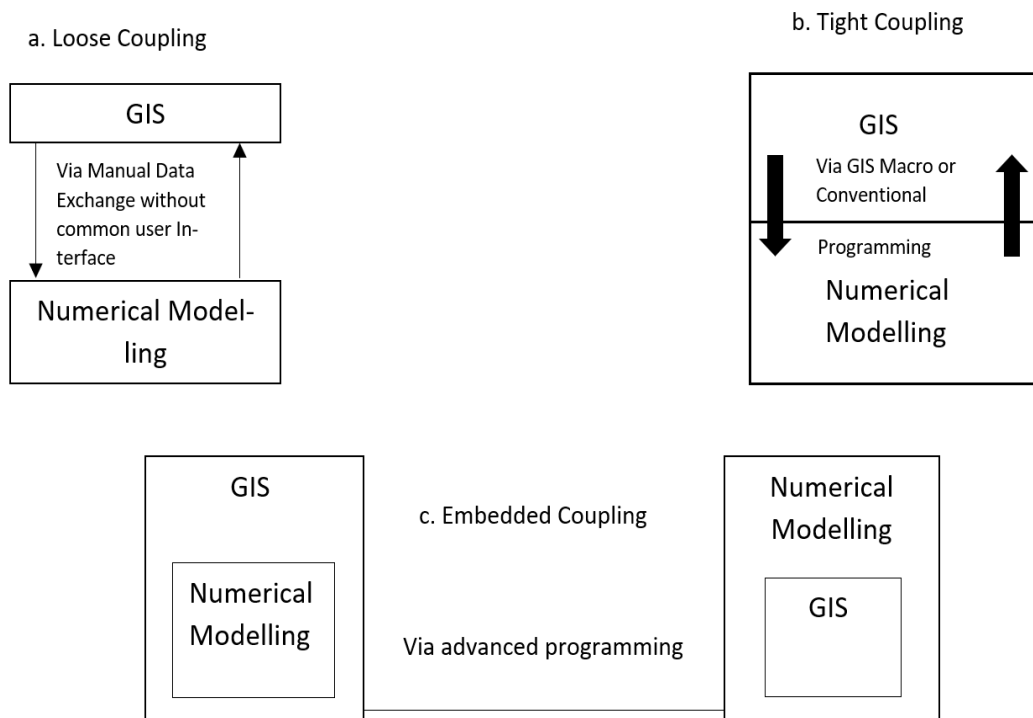 a. Loose Coupling
GIS
Via Manual Data
Exchange without
common user In-
terface
Numerical Model-
ling
b. Tight Coupling
GIS
Via GIS Macro or
Conventional
Programming
Numerical
Modelling
GIS
Numerical
Modelling
c. Embedded Coupling
Via advanced programming
Numerical
Modelling
GIS